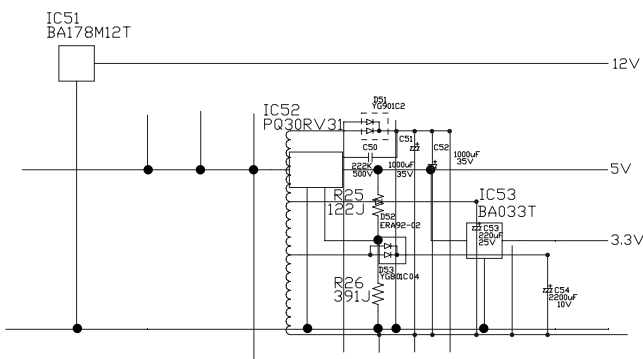 IC51
BA178M12T
12V
IC52
PQ30RV31
D51
YG901C2
C50
222K
500V
C51
1000uF
35V
C52
1000uF
35V
5V
R25
122J
D52
ERA92-02
IC53
BA033T
C53
220uF
25V
3.3V
D53
YG801C04
R26
391J
C54
2200uF
10V